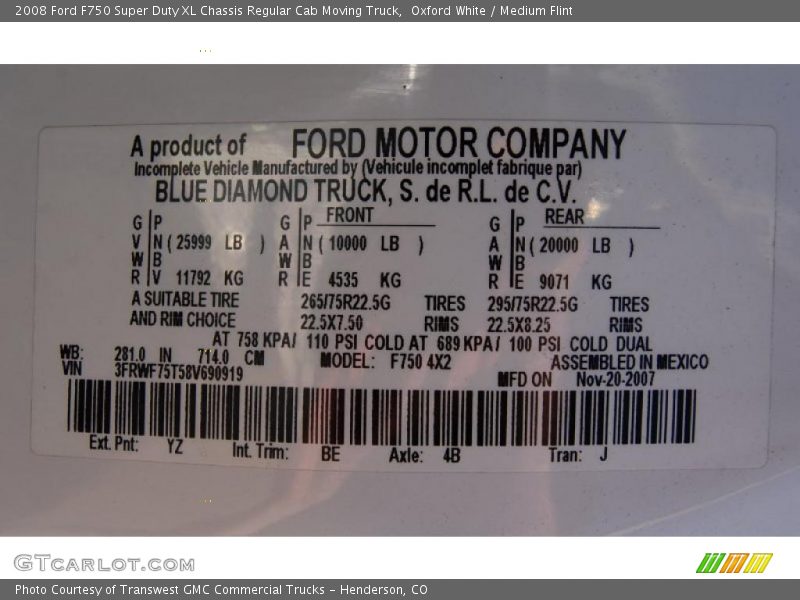 2008 Ford F750 Super Duty XL Chassis Regular Cab Moving Truck,  Oxford White / Medium Flint
A product of FORD MOTOR COMPANY
Incomplete Vehicle Manufactured by (Vehicule incomplet fabrique par)
BLUE DIAMOND TRUCK, S. de R.L. de C.V.
G P G P FRONT G P REAR
V N ( 25999 LB ) A N ( 10000 LB ) A N ( 20000 LB )
W B W B W B
R V 11792 KG R E 4535 KG R E 9071 KG
A SUITABLE TIRE 265/75R22.5G TIRES 295/75R22.5G TIRES
AND RIM CHOICE 22.5X7.50 RIMS 22.5X8.25 RIMS
AT 758 KPA/ 110 PSI COLD AT 689 KPA/ 100 PSI COLD DUAL
WB: 281.0 IN 714.0 CM MODEL: F750 4X2 ASSEMBLED IN MEXICO
VIN 3FRWF75T58V690919 MFD ON Nov-20-2007
Ext. Pnt: YZ Int. Trim: BE Axle: 4B Tran: J
GTCarLot.com
Photo Courtesy of Transwest GMC Commercial Trucks - Henderson, CO